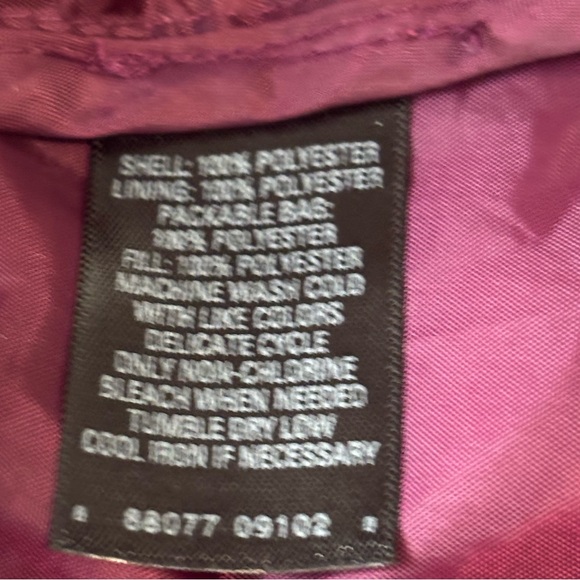 SHELL: 100% POLYESTER
LINING: 100% POLYESTER
PACKABLE BAG:
100% POLYESTER
FILL: 100% POLYESTER
MACHINE WASH COLD
WITH LIKE COLORS
DELICATE CYCLE
ONLY NON-CHLORINE
BLEACH WHEN NEEDED
TUMBLE DRY LOW
COOL IRON IF NECESSARY
88077 09102